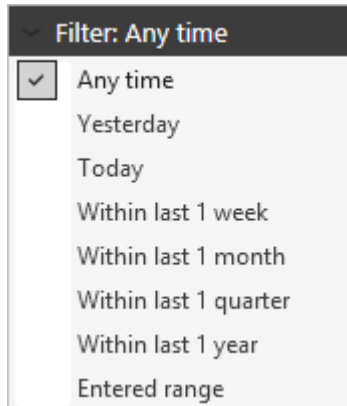 Filter: Any time
Any time
Yesterday
Today
Within last 1 week
Within last 1 month
Within last 1 quarter
Within last 1 year
Entered range